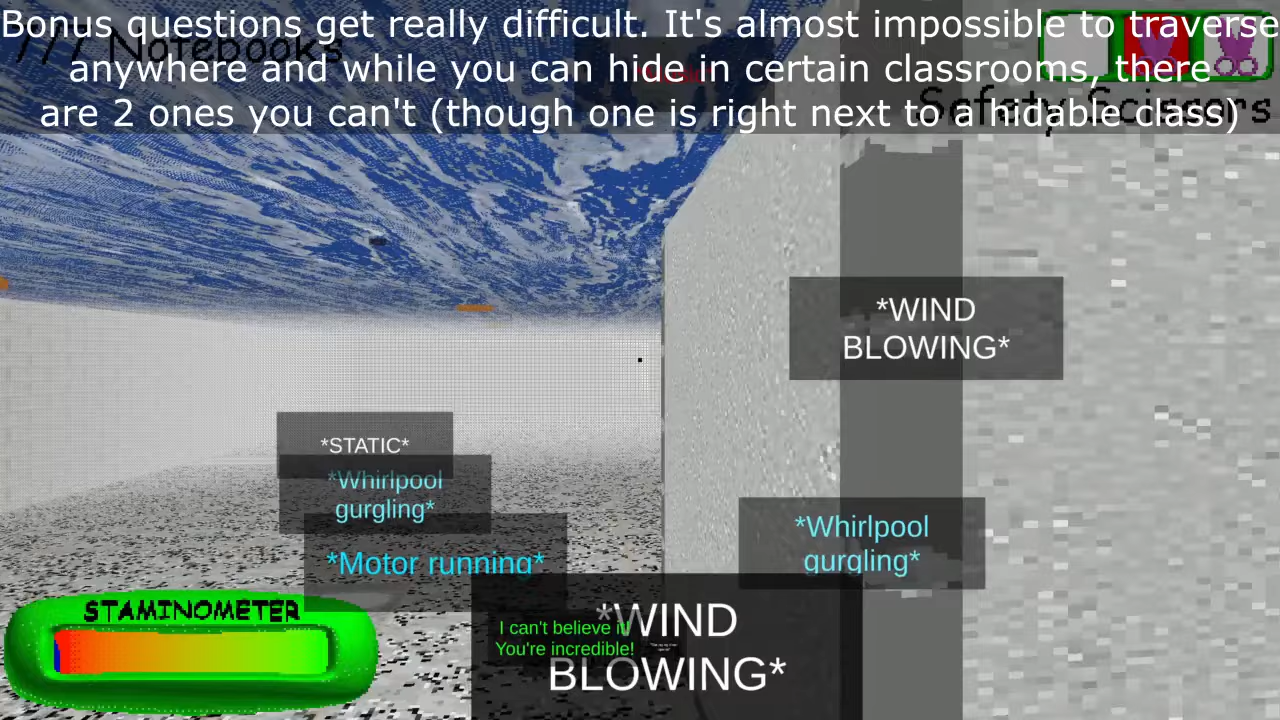 Bonus questions get really difficult. It's almost impossible to traverse
anywhere and while you can hide in certain classrooms, there
are 2 ones you can't (though one is right next to a hidable class)
7/7 Notebooks
Safety Scissors
*WIND
BLOWING*
*STATIC*
*Whirlpool
gurgling*
*Motor running*
*Whirlpool
gurgling*
STAMINOMETER
I can't believe it!
You're incredible!
*WIND
BLOWING*